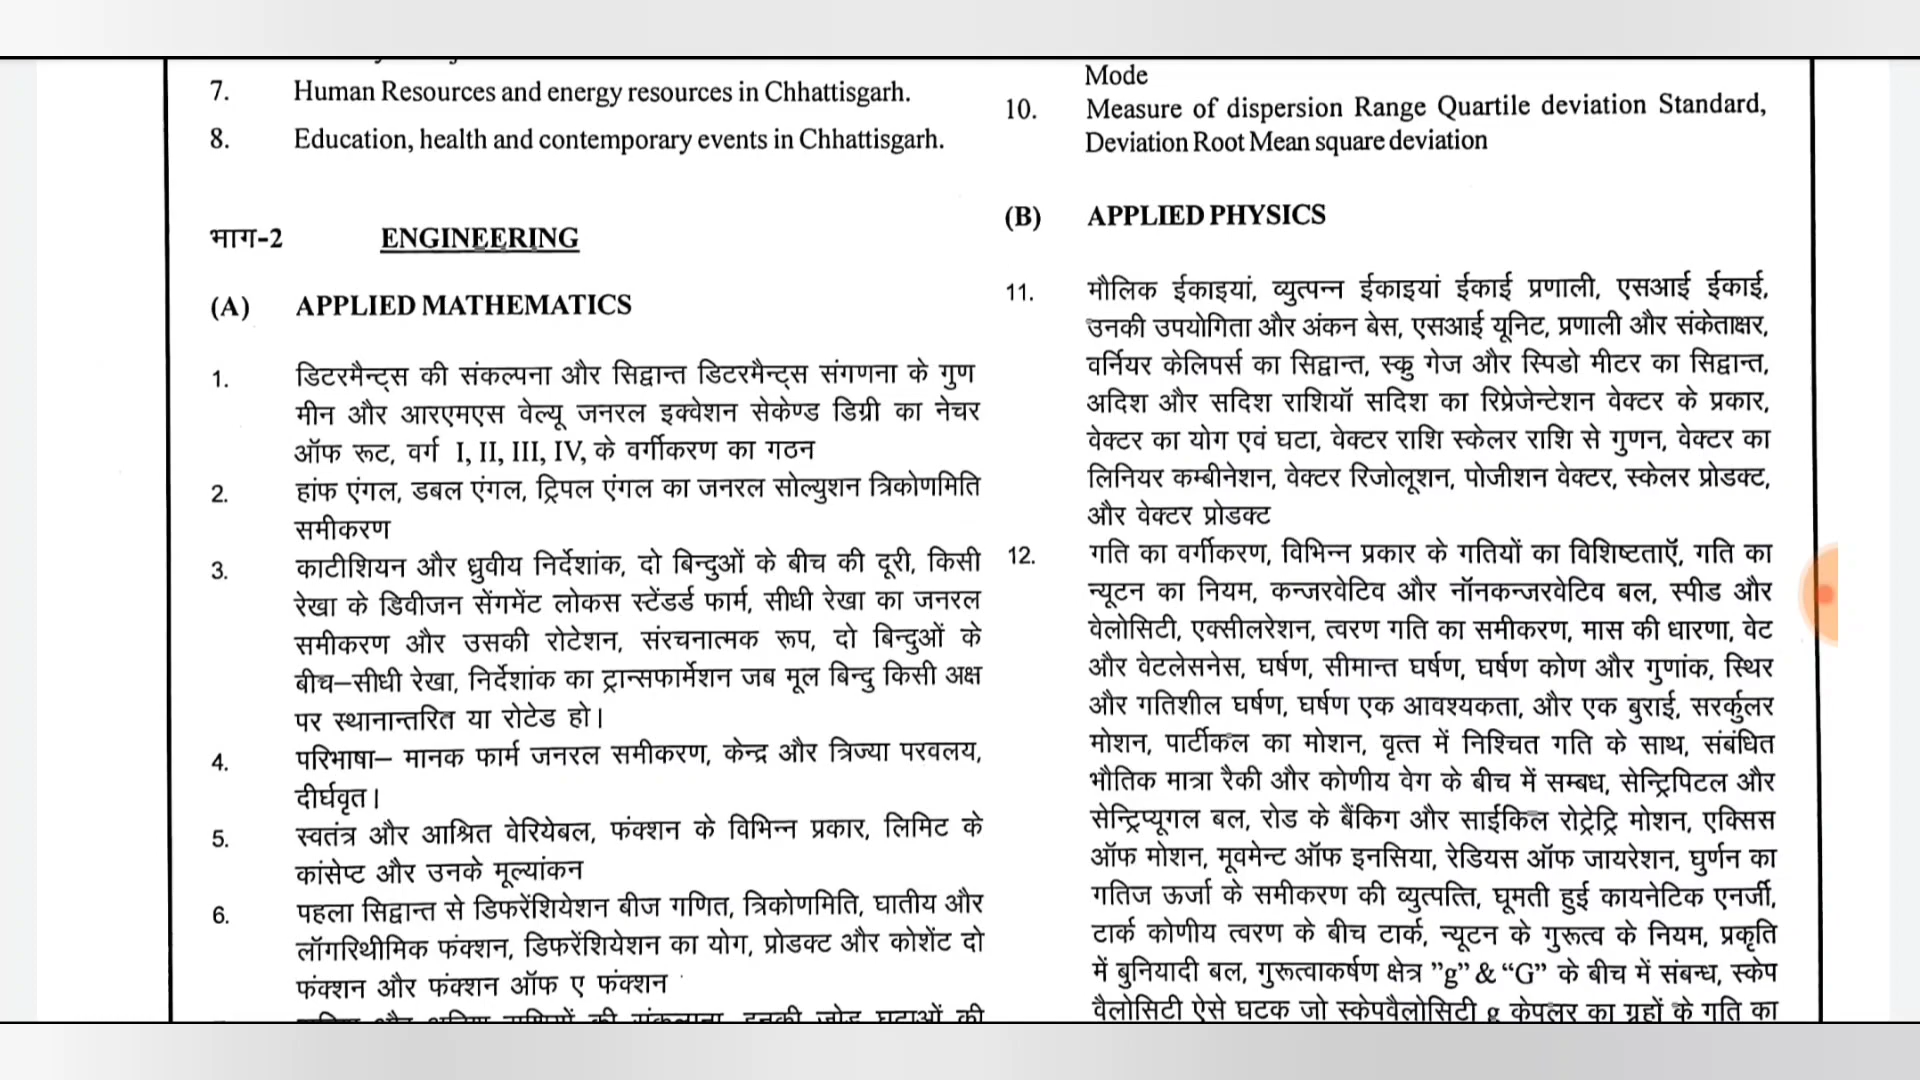 7. Human Resources and energy resources in Chhattisgarh.
8. Education, health and contemporary events in Chhattisgarh.
भाग-2 ENGINEERING
(A) APPLIED MATHEMATICS
1. डिटरमैन्ट्स की संकल्पना और सिद्वान्त डिटरमैन्ट्स संगणना के गुण
मीन और आरएमएस वेल्यू जनरल इक्वेशन सेकेण्ड डिग्री का नेचर
ऑफ रूट, वर्ग I, II, III, IV, के वर्गीकरण का गठन
2. हांफ एंगल, डबल एंगल, ट्रिपल एंगल का जनरल सोल्युशन त्रिकोणमिति
समीकरण
3. काटीशियन और ध्रुवीय निर्देशांक, दो बिन्दुओं के बीच की दूरी, किसी
रेखा के डिवीजन सेंगमेंट लोकस स्टेंडर्ड फार्म, सीधी रेखा का जनरल
समीकरण और उसकी रोटेशन, संरचनात्मक रूप, दो बिन्दुओं के
बीच–सीधी रेखा, निर्देशांक का ट्रान्सफार्मेशन जब मूल बिन्दु किसी अक्ष
पर स्थानान्तरित या रोटेड हो।
4. परिभाषा– मानक फार्म जनरल समीकरण, केन्द्र और त्रिज्या परवलय,
दीर्घवृत।
5. स्वतंत्र और आश्रित वेरियेबल, फंक्शन के विभिन्न प्रकार, लिमिट के
कांसेप्ट और उनके मूल्यांकन
6. पहला सिद्वान्त से डिफरेंशियेशन बीज गणित, त्रिकोणमिति, घातीय और
लॉगरिथीमिक फंक्शन, डिफरेंशियेशन का योग, प्रोडक्ट और कोशेंट दो
फंक्शन और फंक्शन ऑफ ए फंक्शन
Mode
10. Measure of dispersion Range Quartile deviation Standard,
Deviation Root Mean square deviation
(B) APPLIED PHYSICS
11. मौलिक ईकाइयां, व्युत्पन्न ईकाइयां ईकाई प्रणाली, एसआई ईकाई,
उनकी उपयोगिता और अंकन बेस, एसआई यूनिट, प्रणाली और संकेताक्षर,
वर्नियर केलिपर्स का सिद्वान्त, स्क्रु गेज और स्पिडो मीटर का सिद्वान्त,
अदिश और सदिश राशियॉ सदिश का रिप्रेजेन्टेशन वेक्टर के प्रकार,
वेक्टर का योग एवं घटा, वेक्टर राशि स्केलर राशि से गुणन, वेक्टर का
लिनियर कम्बीनेशन, वेक्टर रिजोलूशन, पोजीशन वेक्टर, स्केलर प्रोडक्ट,
और वेक्टर प्रोडक्ट
12. गति का वर्गीकरण, विभिन्न प्रकार के गतियों का विशिष्टताऍ, गति का
न्यूटन का नियम, कन्जरवेटिव और नॉनकन्जरवेटिव बल, स्पीड और
वेलोसिटी, एक्सीलरेशन, त्वरण गति का समीकरण, मास की धारणा, वेट
और वेटलेसनेस, घर्षण, सीमान्त घर्षण, घर्षण कोण और गुणांक, स्थिर
और गतिशील घर्षण, घर्षण एक आवश्यकता, और एक बुराई, सरर्कुलर
मोशन, पार्टीकल का मोशन, वृत्त में निश्चित गति के साथ, संबंधित
भौतिक मात्रा रैकी और कोणीय वेग के बीच में सम्बध, सेन्ट्रिपिटल और
सेन्ट्रिप्यूगल बल, रोड के बैंकिग और साईकिल रोट्रेट्रि मोशन, एक्सिस
ऑफ मोशन, मूवमेन्ट ऑफ इनसिया, रेडियस ऑफ जायरेशन, घुर्णन का
गतिज ऊर्जा के समीकरण की व्युत्पत्ति, घूमती हुई कायनेटिक एनर्जी,
टार्क कोणीय त्वरण के बीच टार्क, न्यूटन के गुरूत्व के नियम, प्रकृति
में बुनियादी बल, गुरूत्वाकर्षण क्षेत्र ”g” & “G” के बीच में संबन्ध, स्केप
वैलोसिटी ऐसे घटक जो स्केपवैलोसिटी g केपलर का ग्रहों के गति का